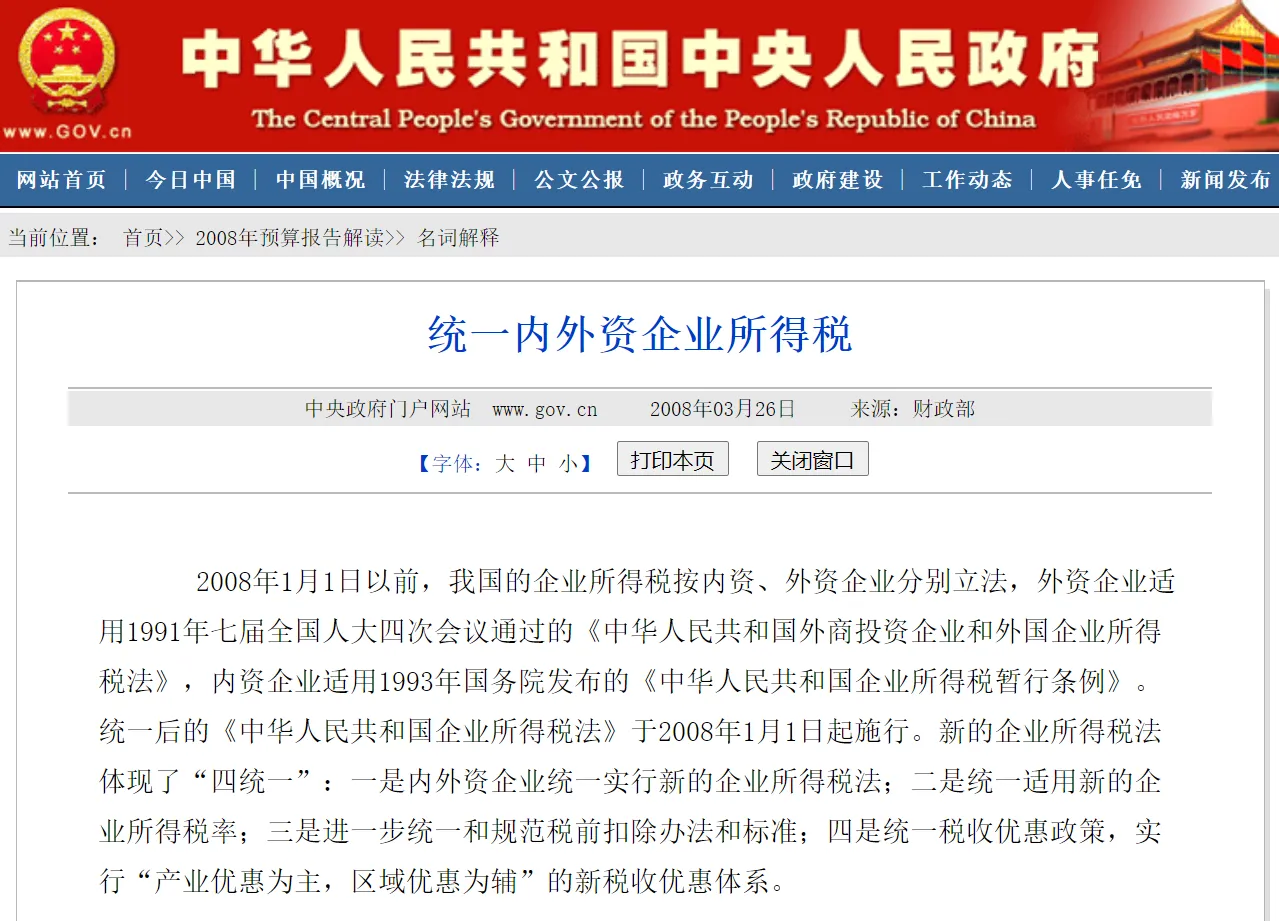 中华人民共和国中央人民政府
The Central People's Government of the People's Republic of China
www.GOV.cn
网站首页 | 今日中国 | 中国概况 | 法律法规 | 公文公报 | 政务互动 | 政府建设 | 工作动态 | 人事任免 | 新闻发布
当前位置： 首页>> 2008年预算报告解读>> 名词解释
统一内外资企业所得税
中央政府门户网站 www.gov.cn 2008年03月26日 来源：财政部
【字体：大 中 小】 打印本页 关闭窗口
2008年1月1日以前，我国的企业所得税按内资、外资企业分别立法，外资企业适
用1991年七届全国人大四次会议通过的《中华人民共和国外商投资企业和外国企业所得
税法》，内资企业适用1993年国务院发布的《中华人民共和国企业所得税暂行条例》。
统一后的《中华人民共和国企业所得税法》于2008年1月1日起施行。新的企业所得税法
体现了“四统一”：一是内外资企业统一实行新的企业所得税法；二是统一适用新的企
业所得税率；三是进一步统一和规范税前扣除办法和标准；四是统一税收优惠政策，实
行“产业优惠为主，区域优惠为辅”的新税收优惠体系。